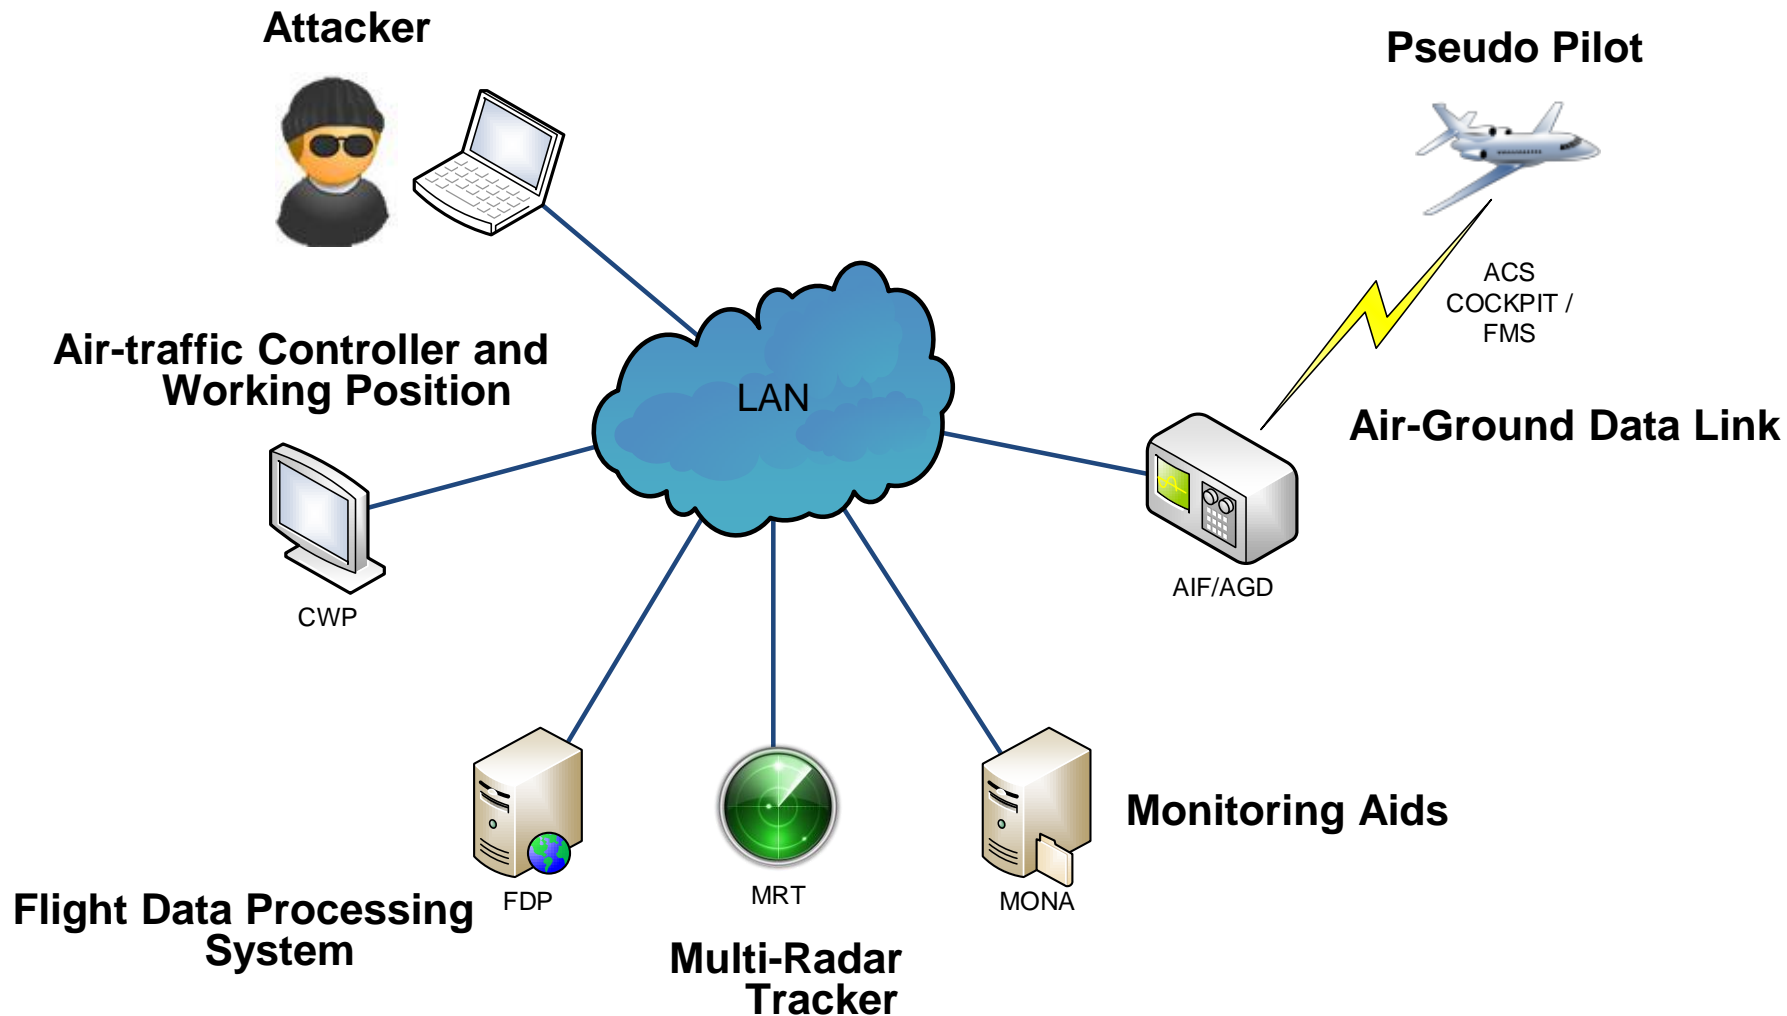 Attacker
Pseudo Pilot
ACS
COCKPIT /
FMS
Air-traffic Controller and
Working Position
LAN
Air-Ground Data Link
AIF/AGD
CWP
Monitoring Aids
FDP
MRT
MONA
Flight Data Processing
System
Multi-Radar
Tracker